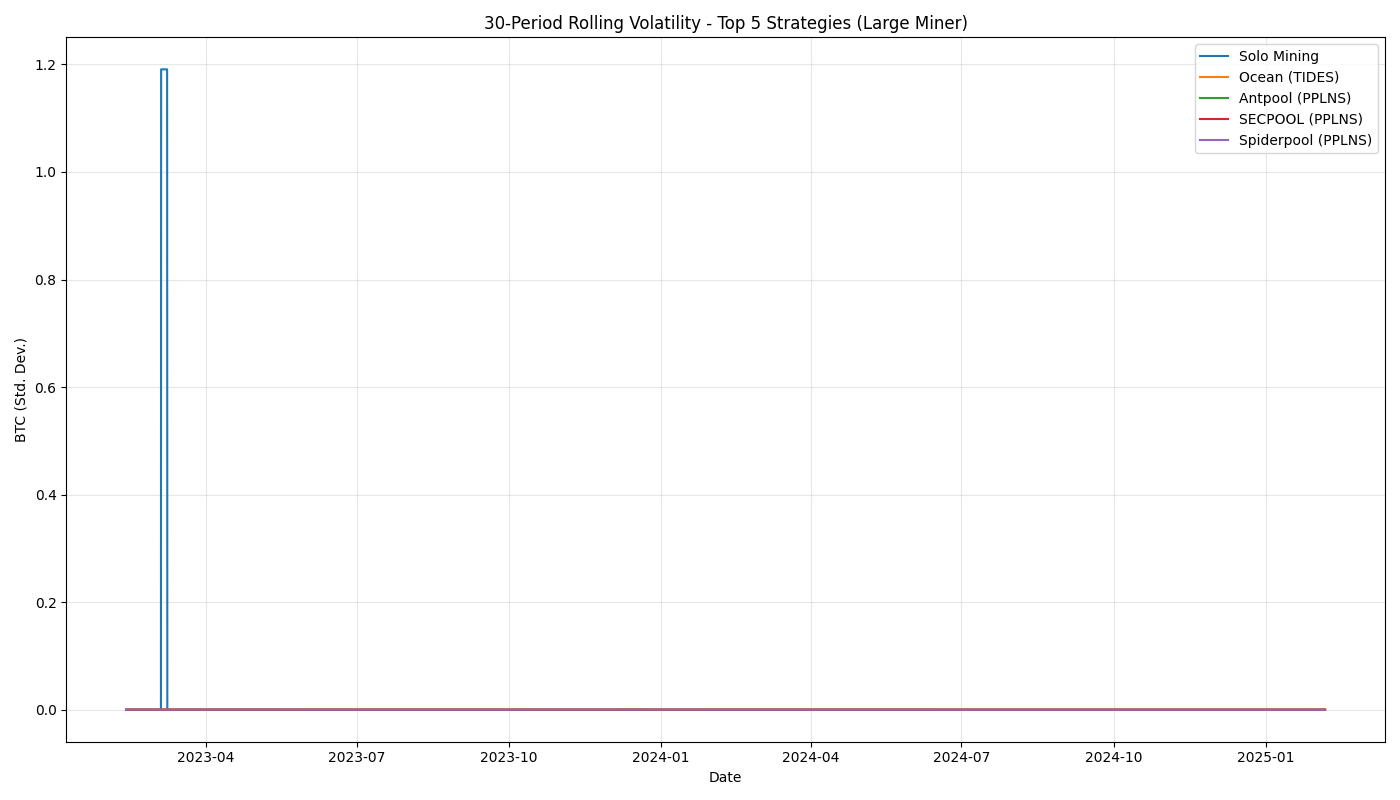 30-Period Rolling Volatility - Top 5 Strategies (Large Miner)
Solo Mining
Ocean (TIDES)
Antpool (PPLNS)
SECPOOL (PPLNS)
Spiderpool (PPLNS)
BTC (Std. Dev.)
1.2
1.0
0.8
0.6
0.4
0.2
0.0
2023-04 2023-07 2023-10 2024-01 2024-04 2024-07 2024-10 2025-01
Date